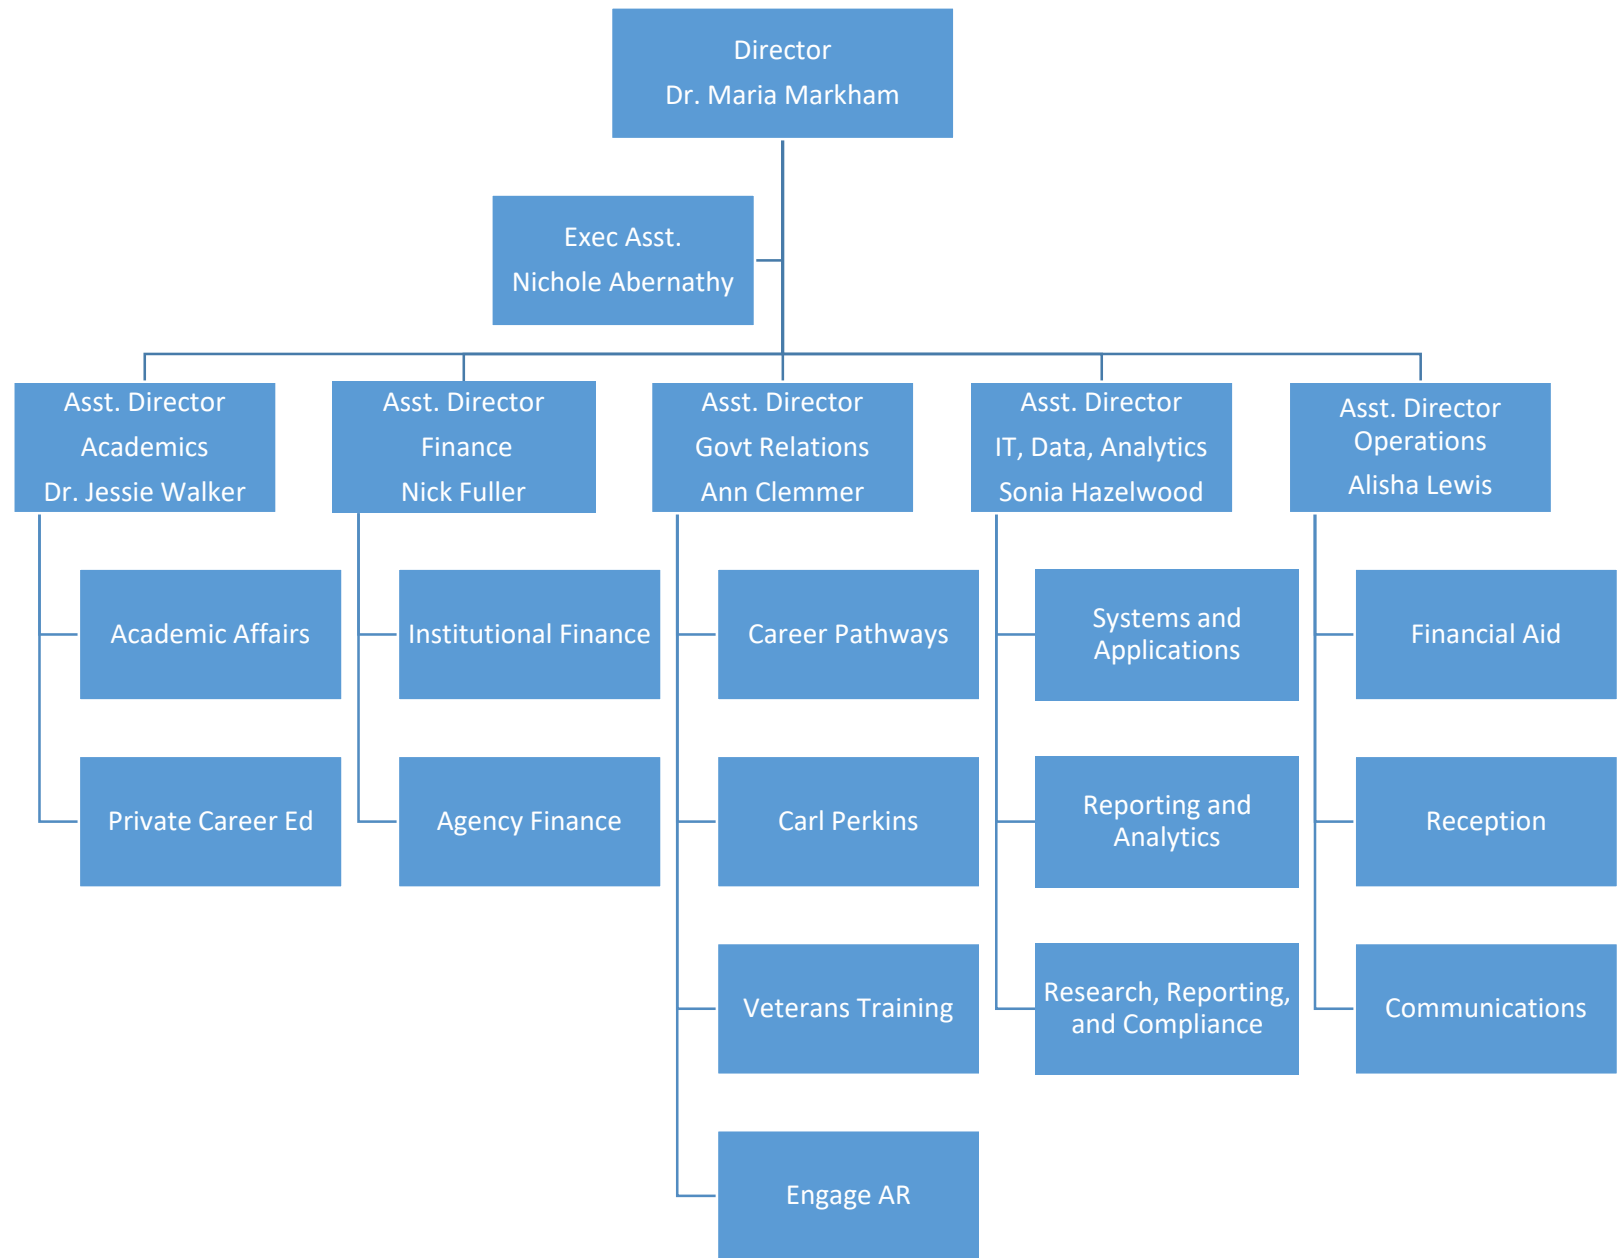 Director
Dr. Maria Markham
Exec Asst.
Nichole Abernathy
Asst. Director
Academics
Dr. Jessie Walker
Asst. Director
Finance
Nick Fuller
Asst. Director
Govt Relations
Ann Clemmer
Asst. Director
IT, Data, Analytics
Sonia Hazelwood
Asst. Director
Operations
Alisha Lewis
Academic Affairs
Private Career Ed
Institutional Finance
Agency Finance
Career Pathways
Carl Perkins
Veterans Training
Engage AR
Systems and
Applications
Reporting and
Analytics
Research, Reporting,
and Compliance
Financial Aid
Reception
Communications